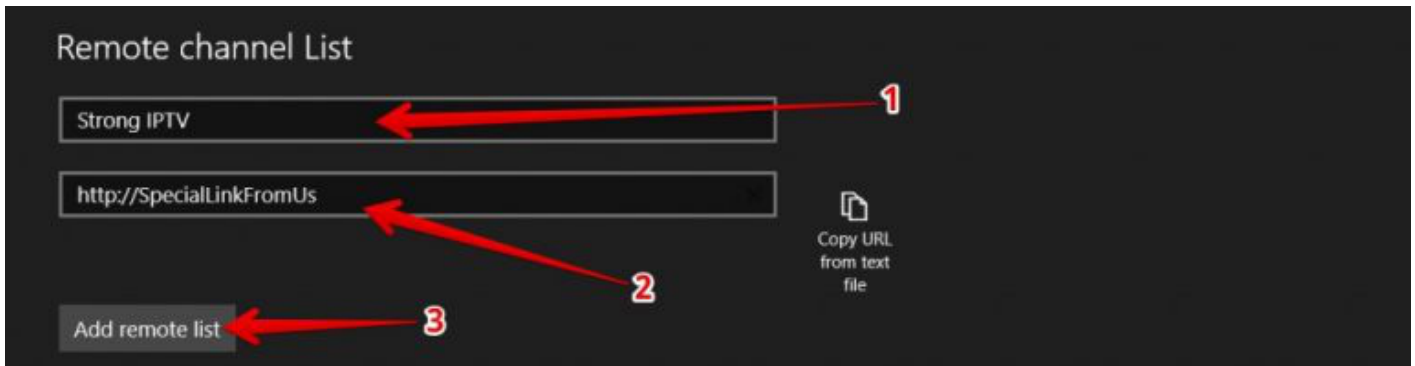 Remote channel List
Strong IPTV
1
http://SpecialLinkFromUs
Copy URL
from text
file
2
Add remote list
3